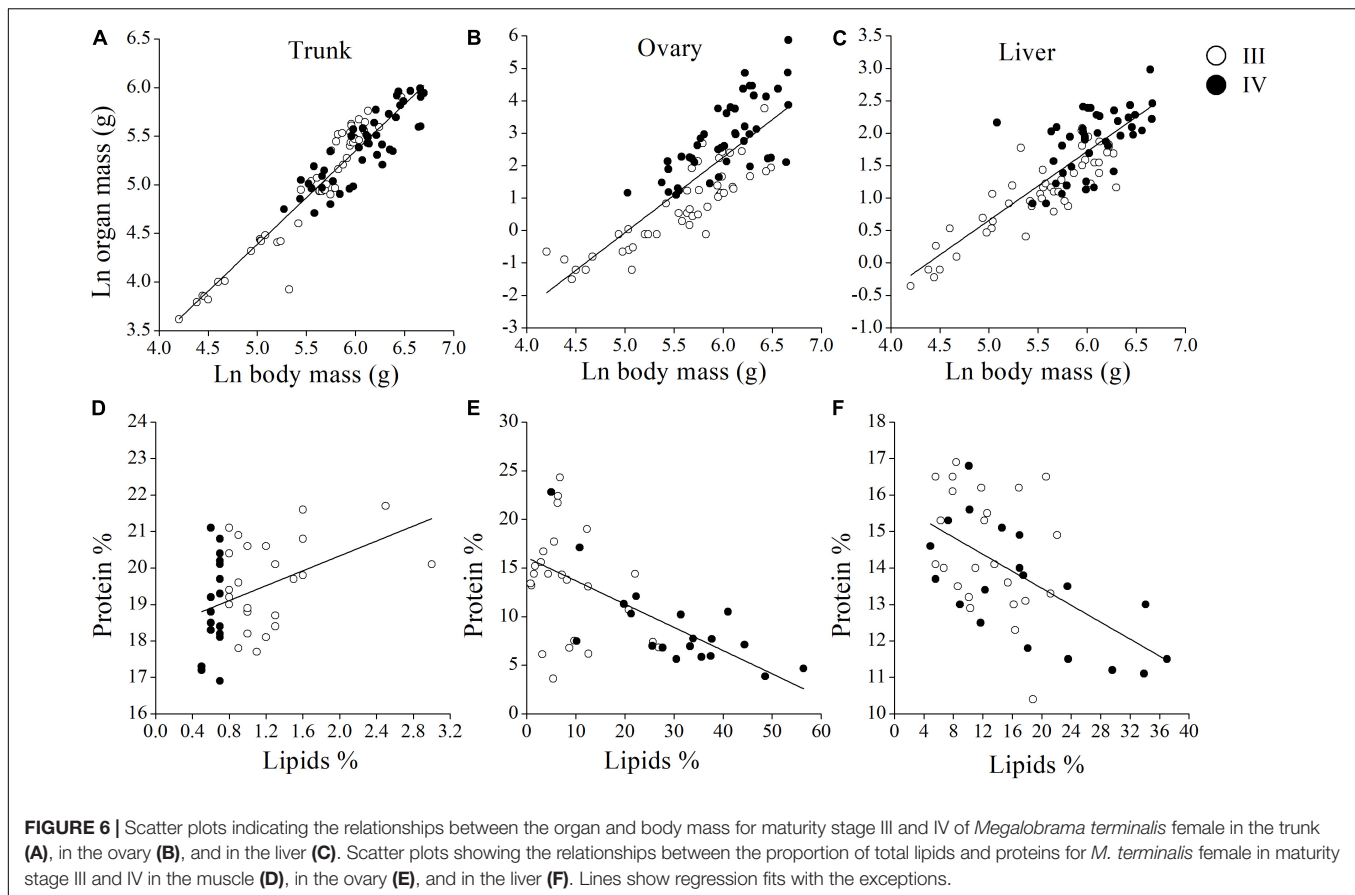 A
Trunk
6.5
6.0
5.5
5.0
4.5
4.0
3.5
4.0 4.5 5.0 5.5 6.0 6.5 7.0
Ln organ mass (g)
Ln body mass (g)
B
Ovary
6
5
4
3
2
1
0
-1
-2
-3
4.0 4.5 5.0 5.5 6.0 6.5 7.0
Ln body mass (g)
C
Liver
3.5
3.0
2.5
2.0
1.5
1.0
0.5
0.0
-0.5
-1.0
4.0 4.5 5.0 5.5 6.0 6.5 7.0
Ln body mass (g)
III
IV
D
24
23
22
21
20
19
18
17
16
0.0 0.4 0.8 1.2 1.6 2.0 2.4 2.8 3.2
Protein %
Lipids %
E
30
25
20
15
10
5
0
0 10 20 30 40 50 60
Protein %
Lipids %
F
18
17
16
15
14
13
12
11
10
0 4 8 12 16 20 24 28 32 36 40
Protein %
Lipids %
FIGURE 6 | Scatter plots indicating the relationships between the organ and body mass for maturity stage III and IV of Megalobrama terminalis female in the trunk
(A), in the ovary (B), and in the liver (C). Scatter plots showing the relationships between the proportion of total lipids and proteins for M. terminalis female in maturity
stage III and IV in the muscle (D), in the ovary (E), and in the liver (F). Lines show regression fits with the exceptions.